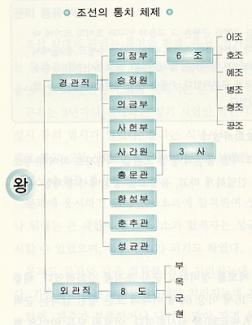 조선의 통치 체제
왕
경관직
의정부
6 조
이조
호조
예조
병조
형조
공조
승정원
의금부
사헌부
사간원
3 사
홍문관
한성부
춘추관
성균관
외관직
8 도
부
목
군
현